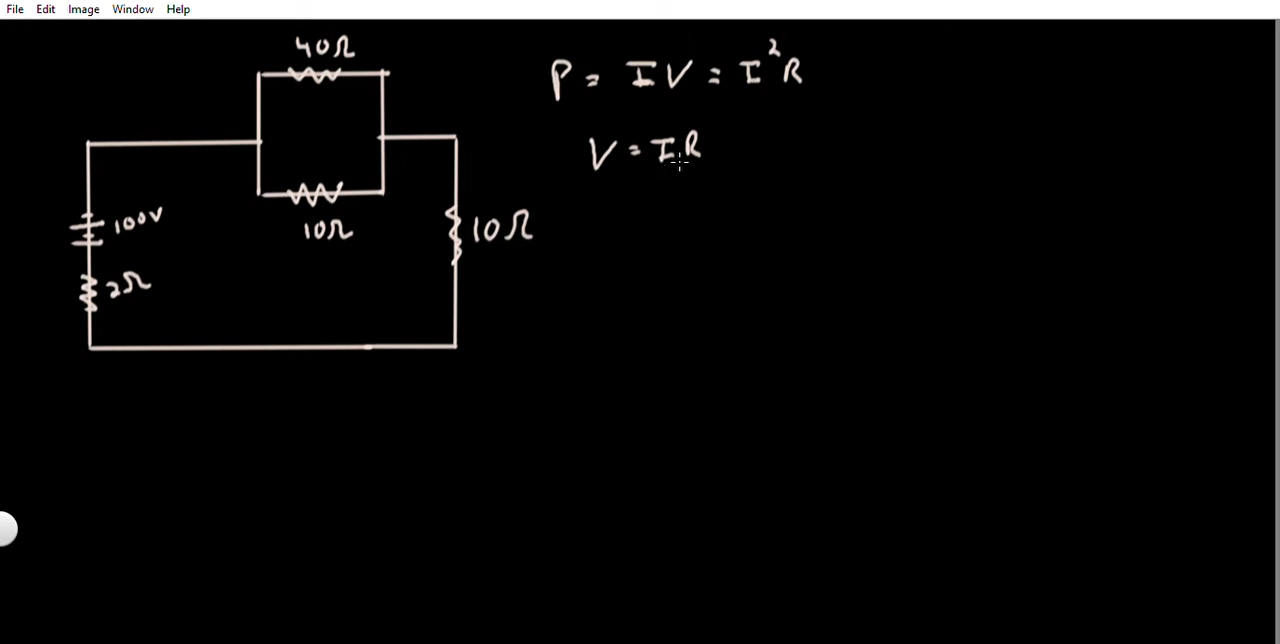 File Edit Image Window Help
40Ω
P = IV = I²R
V = IR
100V
10Ω
10Ω
2Ω